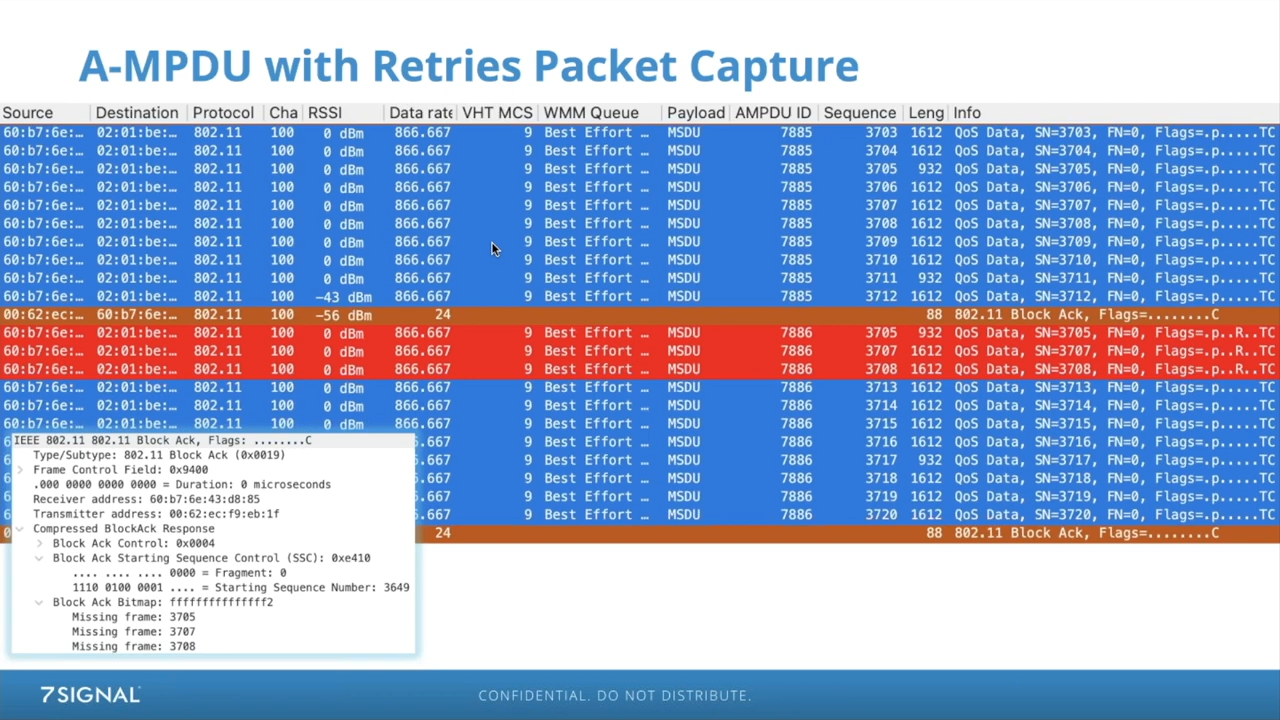 A-MPDU with Retries Packet Capture
Source Destination Protocol Cha RSSI Data rate VHT MCS WMM Queue Payload AMPDU ID Sequence Leng Info
60:b7:6e:… 02:01:be:… 802.11 100 0 dBm 866.667 9 Best Effort … MSDU 7885 3703 1612 QoS Data, SN=3703, FN=0, Flags=.p.....TC
60:b7:6e:… 02:01:be:… 802.11 100 0 dBm 866.667 9 Best Effort … MSDU 7885 3704 1612 QoS Data, SN=3704, FN=0, Flags=.p.....TC
60:b7:6e:… 02:01:be:… 802.11 100 0 dBm 866.667 9 Best Effort … MSDU 7885 3705 932 QoS Data, SN=3705, FN=0, Flags=.p.....TC
60:b7:6e:… 02:01:be:… 802.11 100 0 dBm 866.667 9 Best Effort … MSDU 7885 3706 1612 QoS Data, SN=3706, FN=0, Flags=.p.....TC
60:b7:6e:… 02:01:be:… 802.11 100 0 dBm 866.667 9 Best Effort … MSDU 7885 3707 1612 QoS Data, SN=3707, FN=0, Flags=.p.....TC
60:b7:6e:… 02:01:be:… 802.11 100 0 dBm 866.667 9 Best Effort … MSDU 7885 3708 1612 QoS Data, SN=3708, FN=0, Flags=.p.....TC
60:b7:6e:… 02:01:be:… 802.11 100 0 dBm 866.667 9 Best Effort … MSDU 7885 3709 1612 QoS Data, SN=3709, FN=0, Flags=.p.....TC
60:b7:6e:… 02:01:be:… 802.11 100 0 dBm 866.667 9 Best Effort … MSDU 7885 3710 1612 QoS Data, SN=3710, FN=0, Flags=.p.....TC
60:b7:6e:… 02:01:be:… 802.11 100 0 dBm 866.667 9 Best Effort … MSDU 7885 3711 932 QoS Data, SN=3711, FN=0, Flags=.p.....TC
60:b7:6e:… 02:01:be:… 802.11 100 −43 dBm 866.667 9 Best Effort … MSDU 7885 3712 1612 QoS Data, SN=3712, FN=0, Flags=.p.....TC
00:62:ec:… 60:b7:6e:… 802.11 100 −56 dBm 24 88 802.11 Block Ack, Flags=........C
60:b7:6e:… 02:01:be:… 802.11 100 0 dBm 866.667 9 Best Effort … MSDU 7886 3705 932 QoS Data, SN=3705, FN=0, Flags=.p..R..TC
60:b7:6e:… 02:01:be:… 802.11 100 0 dBm 866.667 9 Best Effort … MSDU 7886 3707 1612 QoS Data, SN=3707, FN=0, Flags=.p..R..TC
60:b7:6e:… 02:01:be:… 802.11 100 0 dBm 866.667 9 Best Effort … MSDU 7886 3708 1612 QoS Data, SN=3708, FN=0, Flags=.p..R..TC
60:b7:6e:… 02:01:be:… 802.11 100 0 dBm 866.667 9 Best Effort … MSDU 7886 3713 1612 QoS Data, SN=3713, FN=0, Flags=.p.....TC
60:b7:6e:… 02:01:be:… 802.11 100 0 dBm 866.667 9 Best Effort … MSDU 7886 3714 1612 QoS Data, SN=3714, FN=0, Flags=.p.....TC
60:b7:6e:… 02:01:be:… 802.11 100 0 dBm 866.667 9 Best Effort … MSDU 7886 3715 1612 QoS Data, SN=3715, FN=0, Flags=.p.....TC
9 Best Effort … MSDU 7886 3716 1612 QoS Data, SN=3716, FN=0, Flags=.p.....TC
9 Best Effort … MSDU 7886 3717 932 QoS Data, SN=3717, FN=0, Flags=.p.....TC
9 Best Effort … MSDU 7886 3718 1612 QoS Data, SN=3718, FN=0, Flags=.p.....TC
9 Best Effort … MSDU 7886 3719 1612 QoS Data, SN=3719, FN=0, Flags=.p.....TC
9 Best Effort … MSDU 7886 3720 1612 QoS Data, SN=3720, FN=0, Flags=.p.....TC
24 88 802.11 Block Ack, Flags=........C
IEEE 802.11 802.11 Block Ack, Flags: ........C
Type/Subtype: 802.11 Block Ack (0x0019)
Frame Control Field: 0x9400
.000 0000 0000 0000 = Duration: 0 microseconds
Receiver address: 60:b7:6e:43:d8:85
Transmitter address: 00:62:ec:f9:eb:1f
Compressed BlockAck Response
Block Ack Control: 0x0004
Block Ack Starting Sequence Control (SSC): 0xe410
.... .... .... 0000 = Fragment: 0
1110 0100 0001 .... = Starting Sequence Number: 3649
Block Ack Bitmap: fffffffffffffff2
Missing frame: 3705
Missing frame: 3707
Missing frame: 3708
7SIGNAL
CONFIDENTIAL. DO NOT DISTRIBUTE.